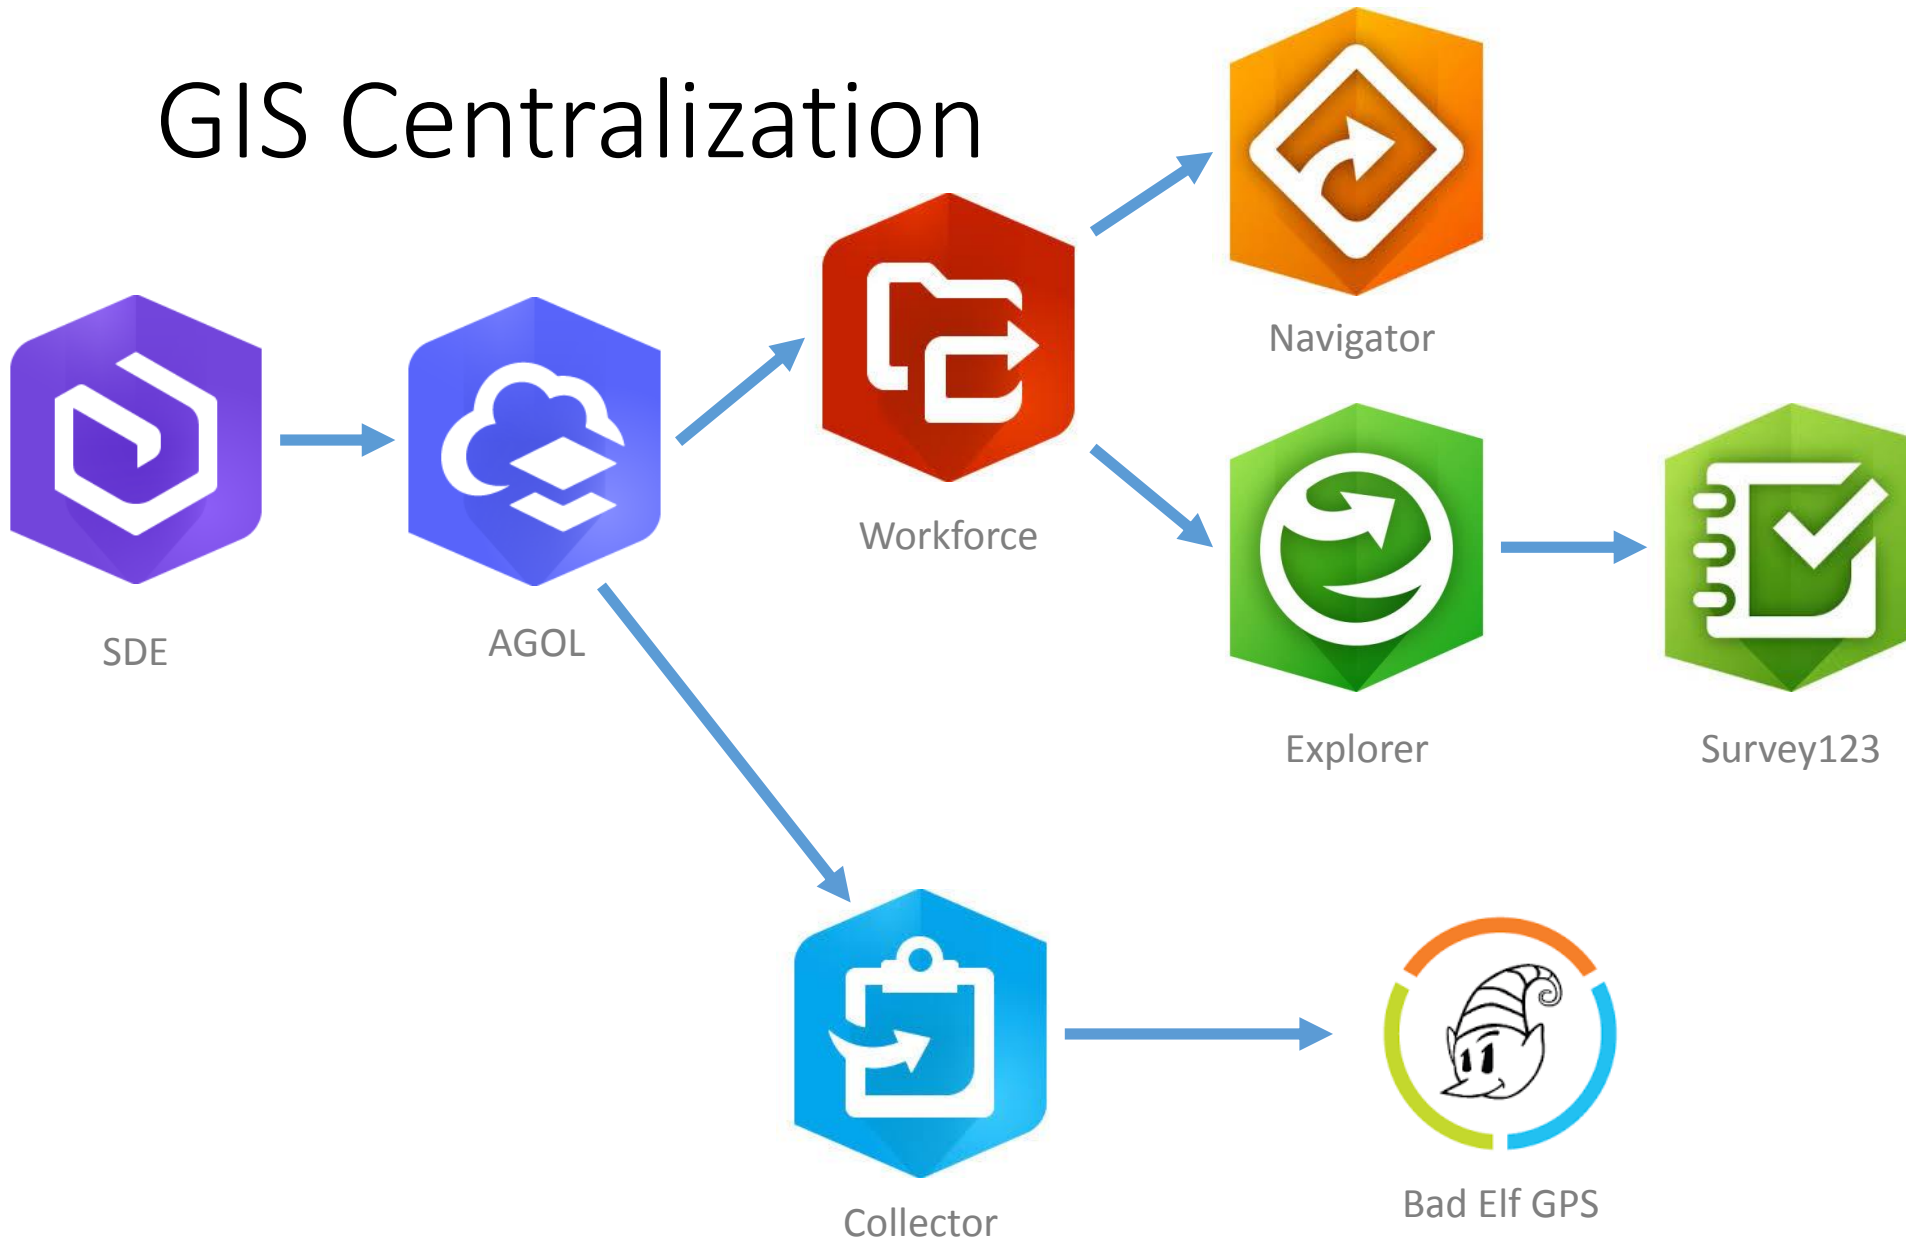 GIS Centralization
Navigator
Workforce
SDE
AGOL
Explorer
Survey123
Collector
Bad Elf GPS